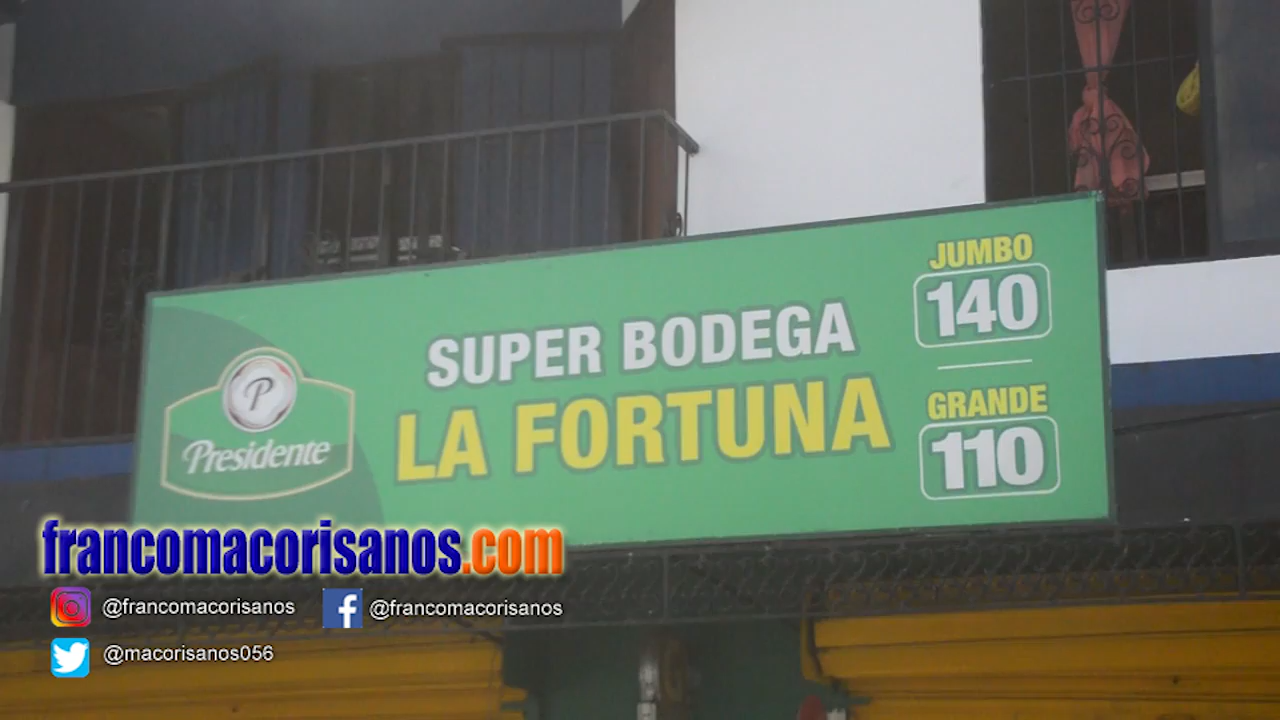 P
Presidente
SUPER BODEGA
LA FORTUNA
JUMBO
140
GRANDE
110
francomacorisanos.com
@francomacorisanos
@francomacorisanos
@macorisanos056